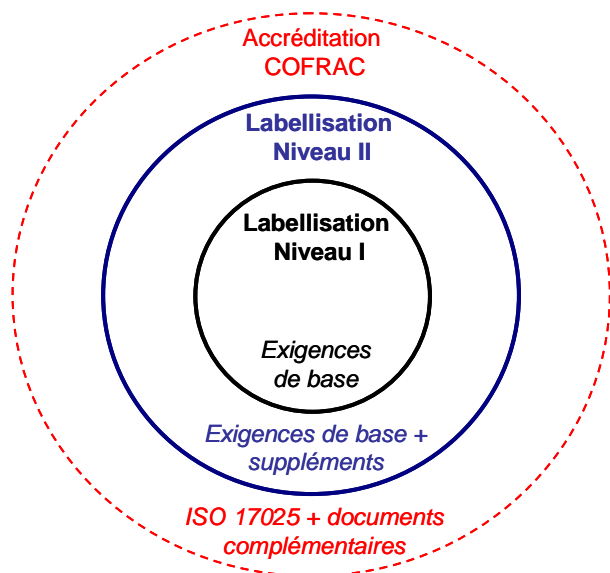 Accréditation
COFRAC
Labellisation
Niveau II
Labellisation
Niveau I
Exigences
de base
Exigences de base +
suppléments
ISO 17025 + documents
complémentaires